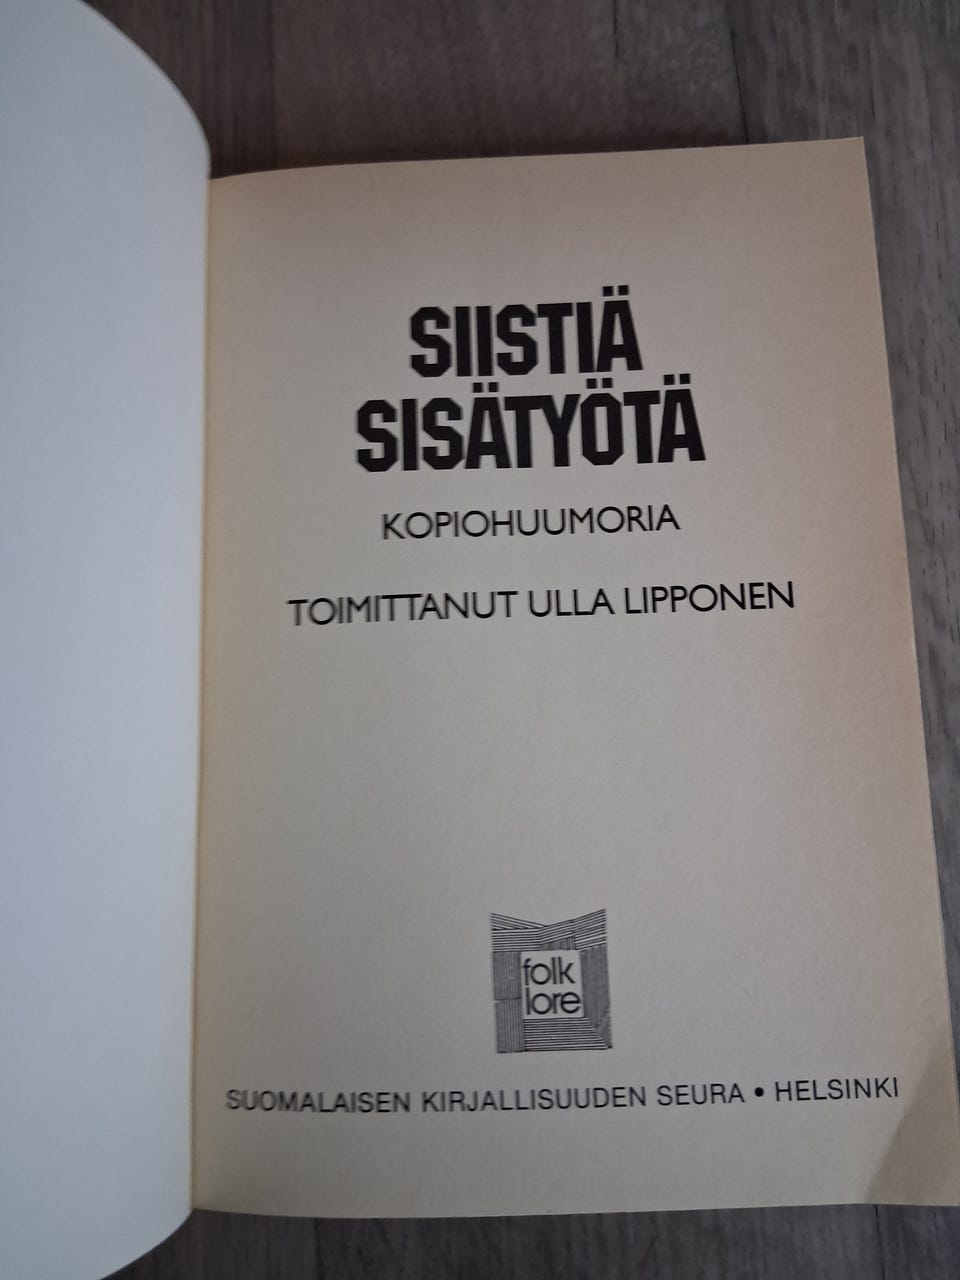 SIISTIÄ
SISÄTYÖTÄ
KOPIOHUUMORIA
TOIMITTANUT ULLA LIPPONEN
folk
lore
SUOMALAISEN KIRJALLISUUDEN SEURA • HELSINKI